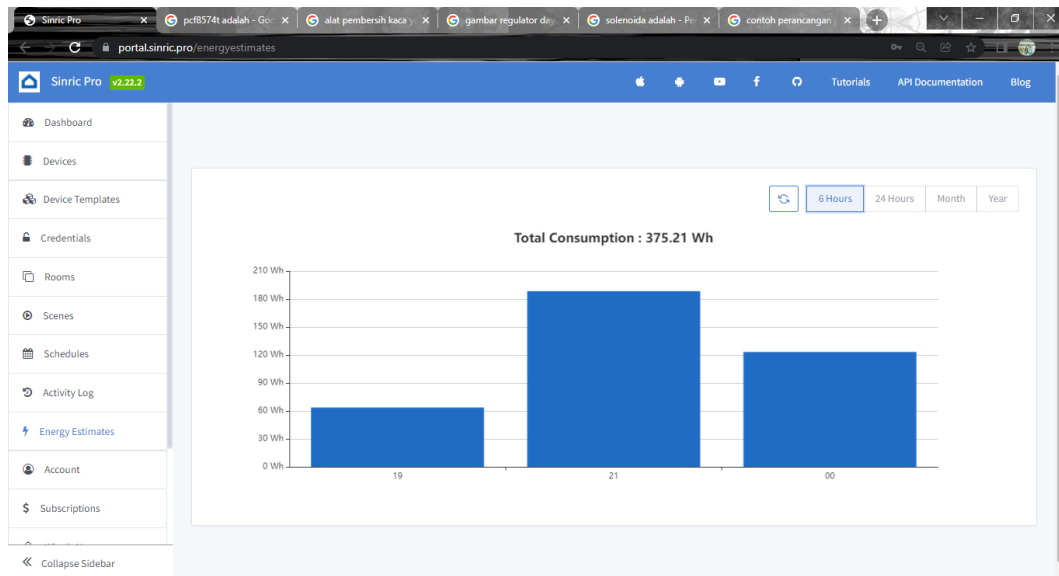 Sinric Pro
pcf8574t adalah - Goo
alat pembersih kaca y
gambar regulator day
solenoida adalah - Pe
contoh perancangan
portal.sinric.pro/energyestimates
Sinric Pro v2.22.2
Tutorials
API Documentation
Blog
Dashboard
Devices
Device Templates
Credentials
Rooms
Scenes
Schedules
Activity Log
Energy Estimates
Account
$ Subscriptions
Collapse Sidebar
6 Hours
24 Hours
Month
Year
Total Consumption : 375.21 Wh
210 Wh
180 Wh
150 Wh
120 Wh
90 Wh
60 Wh
30 Wh
0 Wh
19
21
00